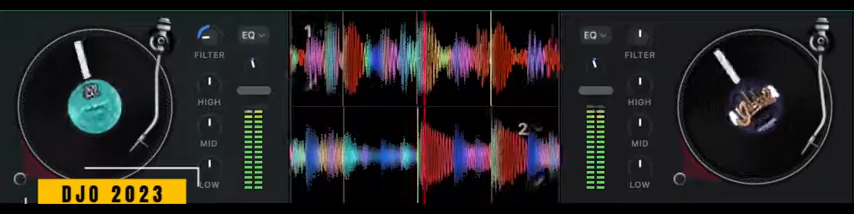 FILTER
EQ
HIGH
MID
LOW
DJO 2023
1
2
EQ
FILTER
HIGH
MID
LOW